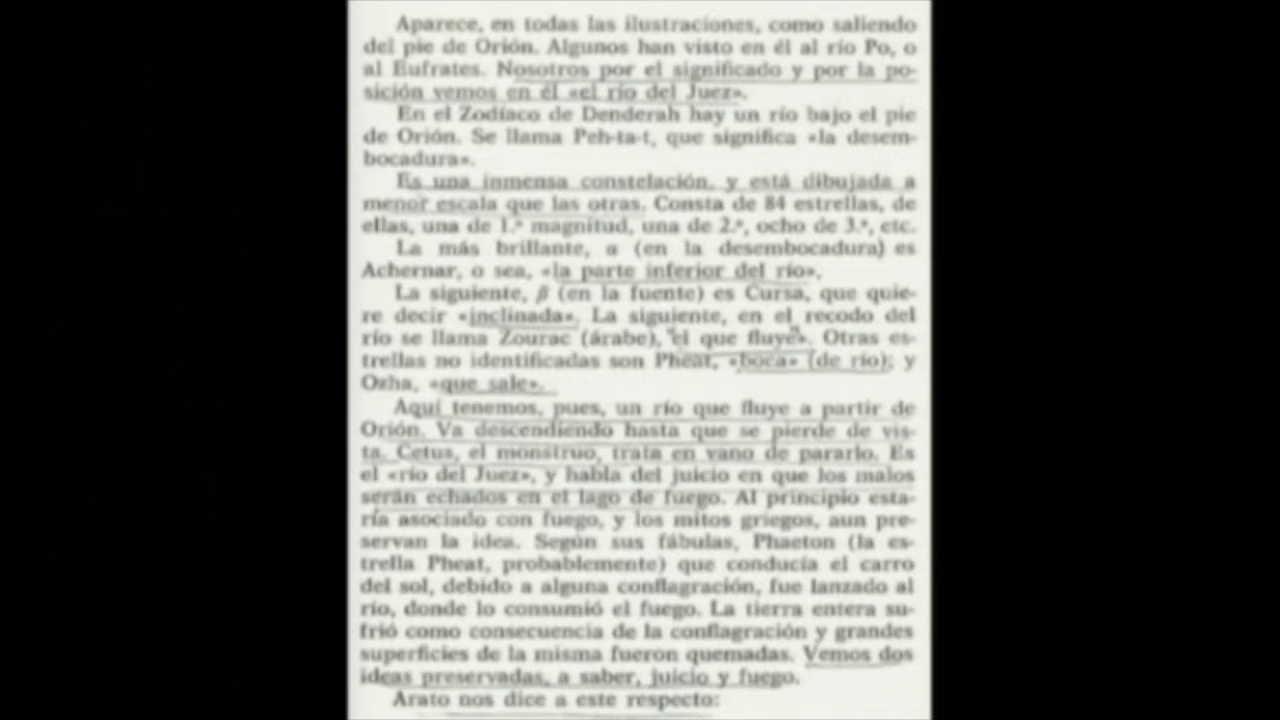 Aparece, en todas las ilustraciones, como saliendo
del pie de Orión. Algunos han visto en él al río Po, o
al Eufrates. Nosotros por el significado y por la po-
sición vemos en él «el río del Juez».
En el Zodíaco de Denderah hay un río bajo el pie
de Orión. Se llama Peh-ta-t, que significa «la desem-
bocadura».
Es una inmensa constelación, y está dibujada a
menor escala que las otras. Consta de 84 estrellas, de
ellas, una de 1.ª magnitud, una de 2.ª, ocho de 3.ª, etc.
La más brillante, α (en la desembocadura) es
Achernar, o sea, «la parte inferior del río».
La siguiente, β (en la fuente) es Cursa, que quie-
re decir «inclinada». La siguiente, en el recodo del
río se llama Zourac (árabe), "el que fluye". Otras es-
trellas no identificadas son Pheat, «boca» (de río); y
Ozha, «que sale».
Aquí tenemos, pues, un río que fluye a partir de
Orión. Va descendiendo hasta que se pierde de vis-
ta. Cetus, el monstruo, trata en vano de pararlo. Es
el «río del Juez», y habla del juicio en que los malos
serán echados en el lago de fuego. Al principio esta-
ría asociado con fuego, y los mitos griegos, aun pre-
servan la idea. Según sus fábulas, Phaeton (la es-
trella Pheat, probablemente) que conducía el carro
del sol, debido a alguna conflagración, fue lanzado al
río, donde lo consumió el fuego. La tierra entera su-
frió como consecuencia de la conflagración y grandes
superficies de la misma fueron quemadas. Vemos dos
ideas preservadas, a saber, juicio y fuego.
Arato nos dice a este respecto: